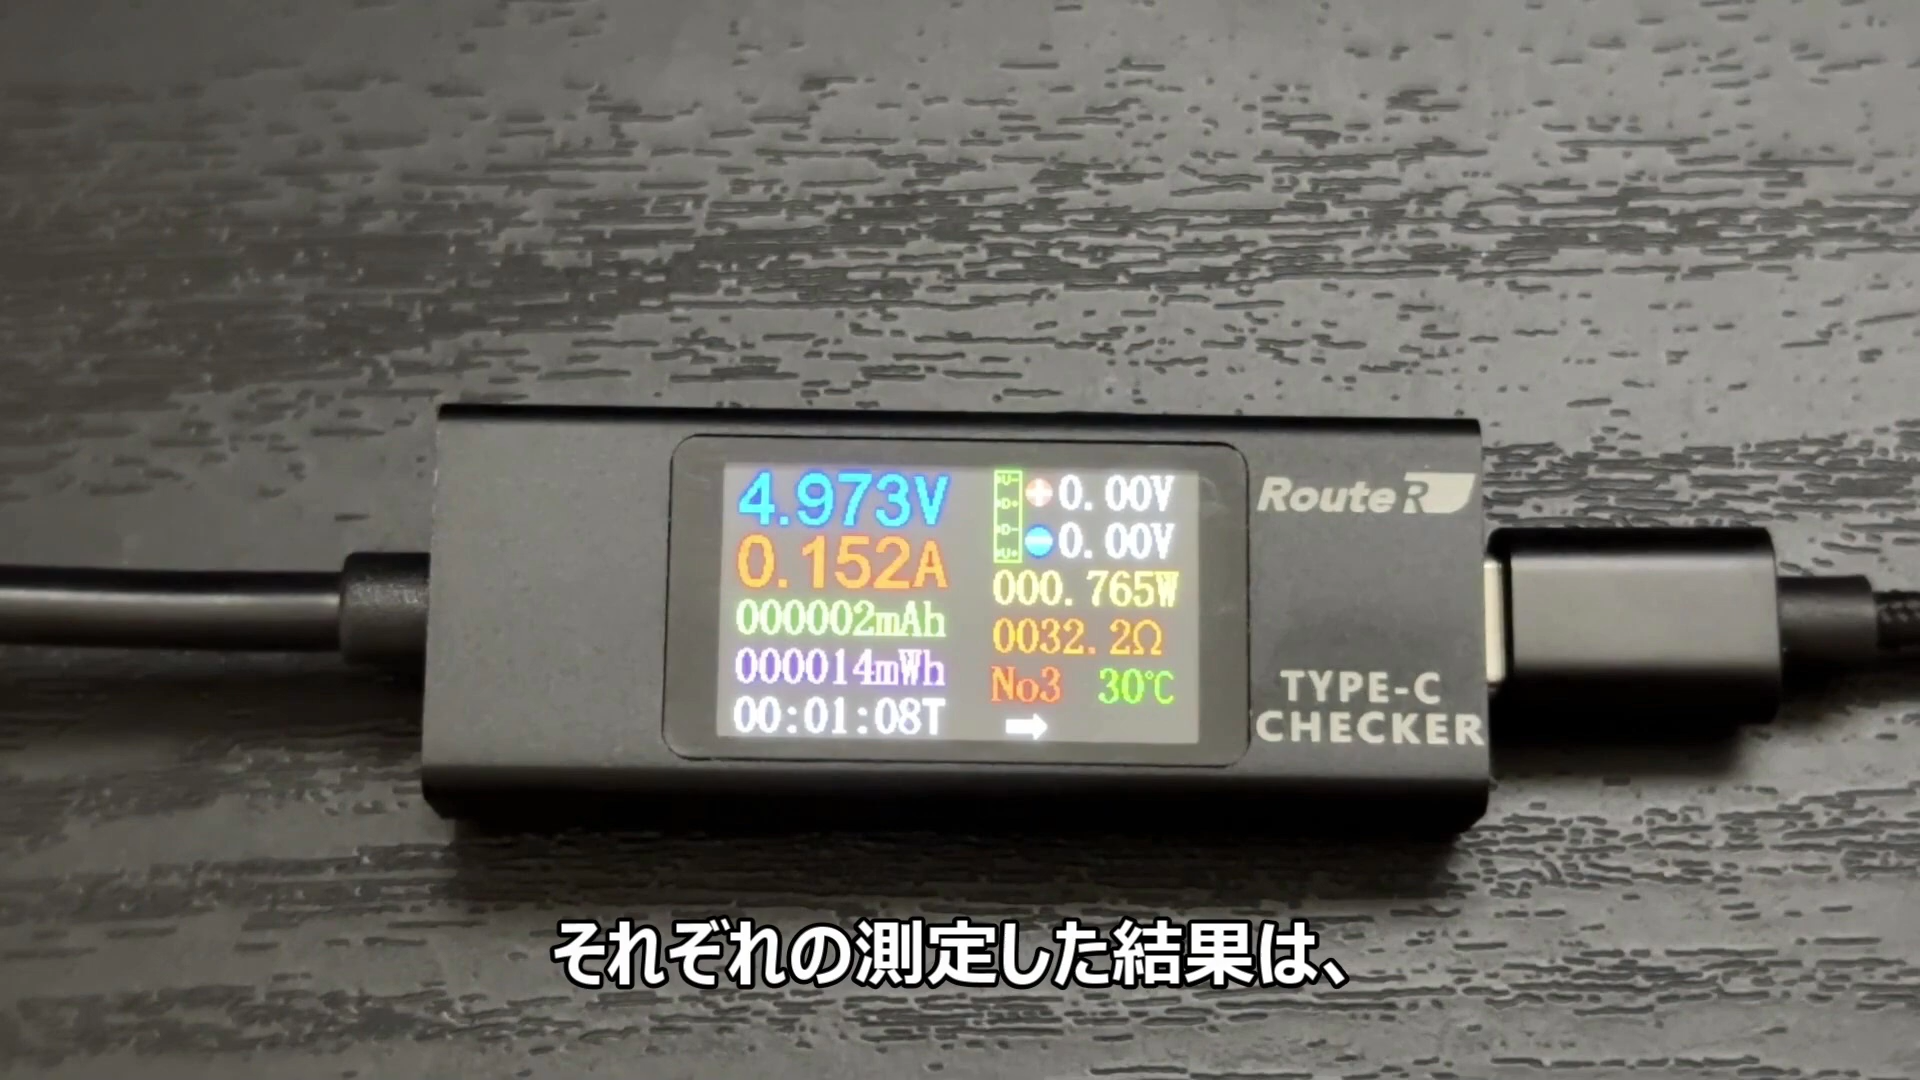 4.973V
0.152A
000002mAh
000014mWh
00:01:08T
0.00V
0.00V
000.765W
0032.2Ω
No3 30℃
Route R
TYPE-C
CHECKER
それぞれの測定した結果は、